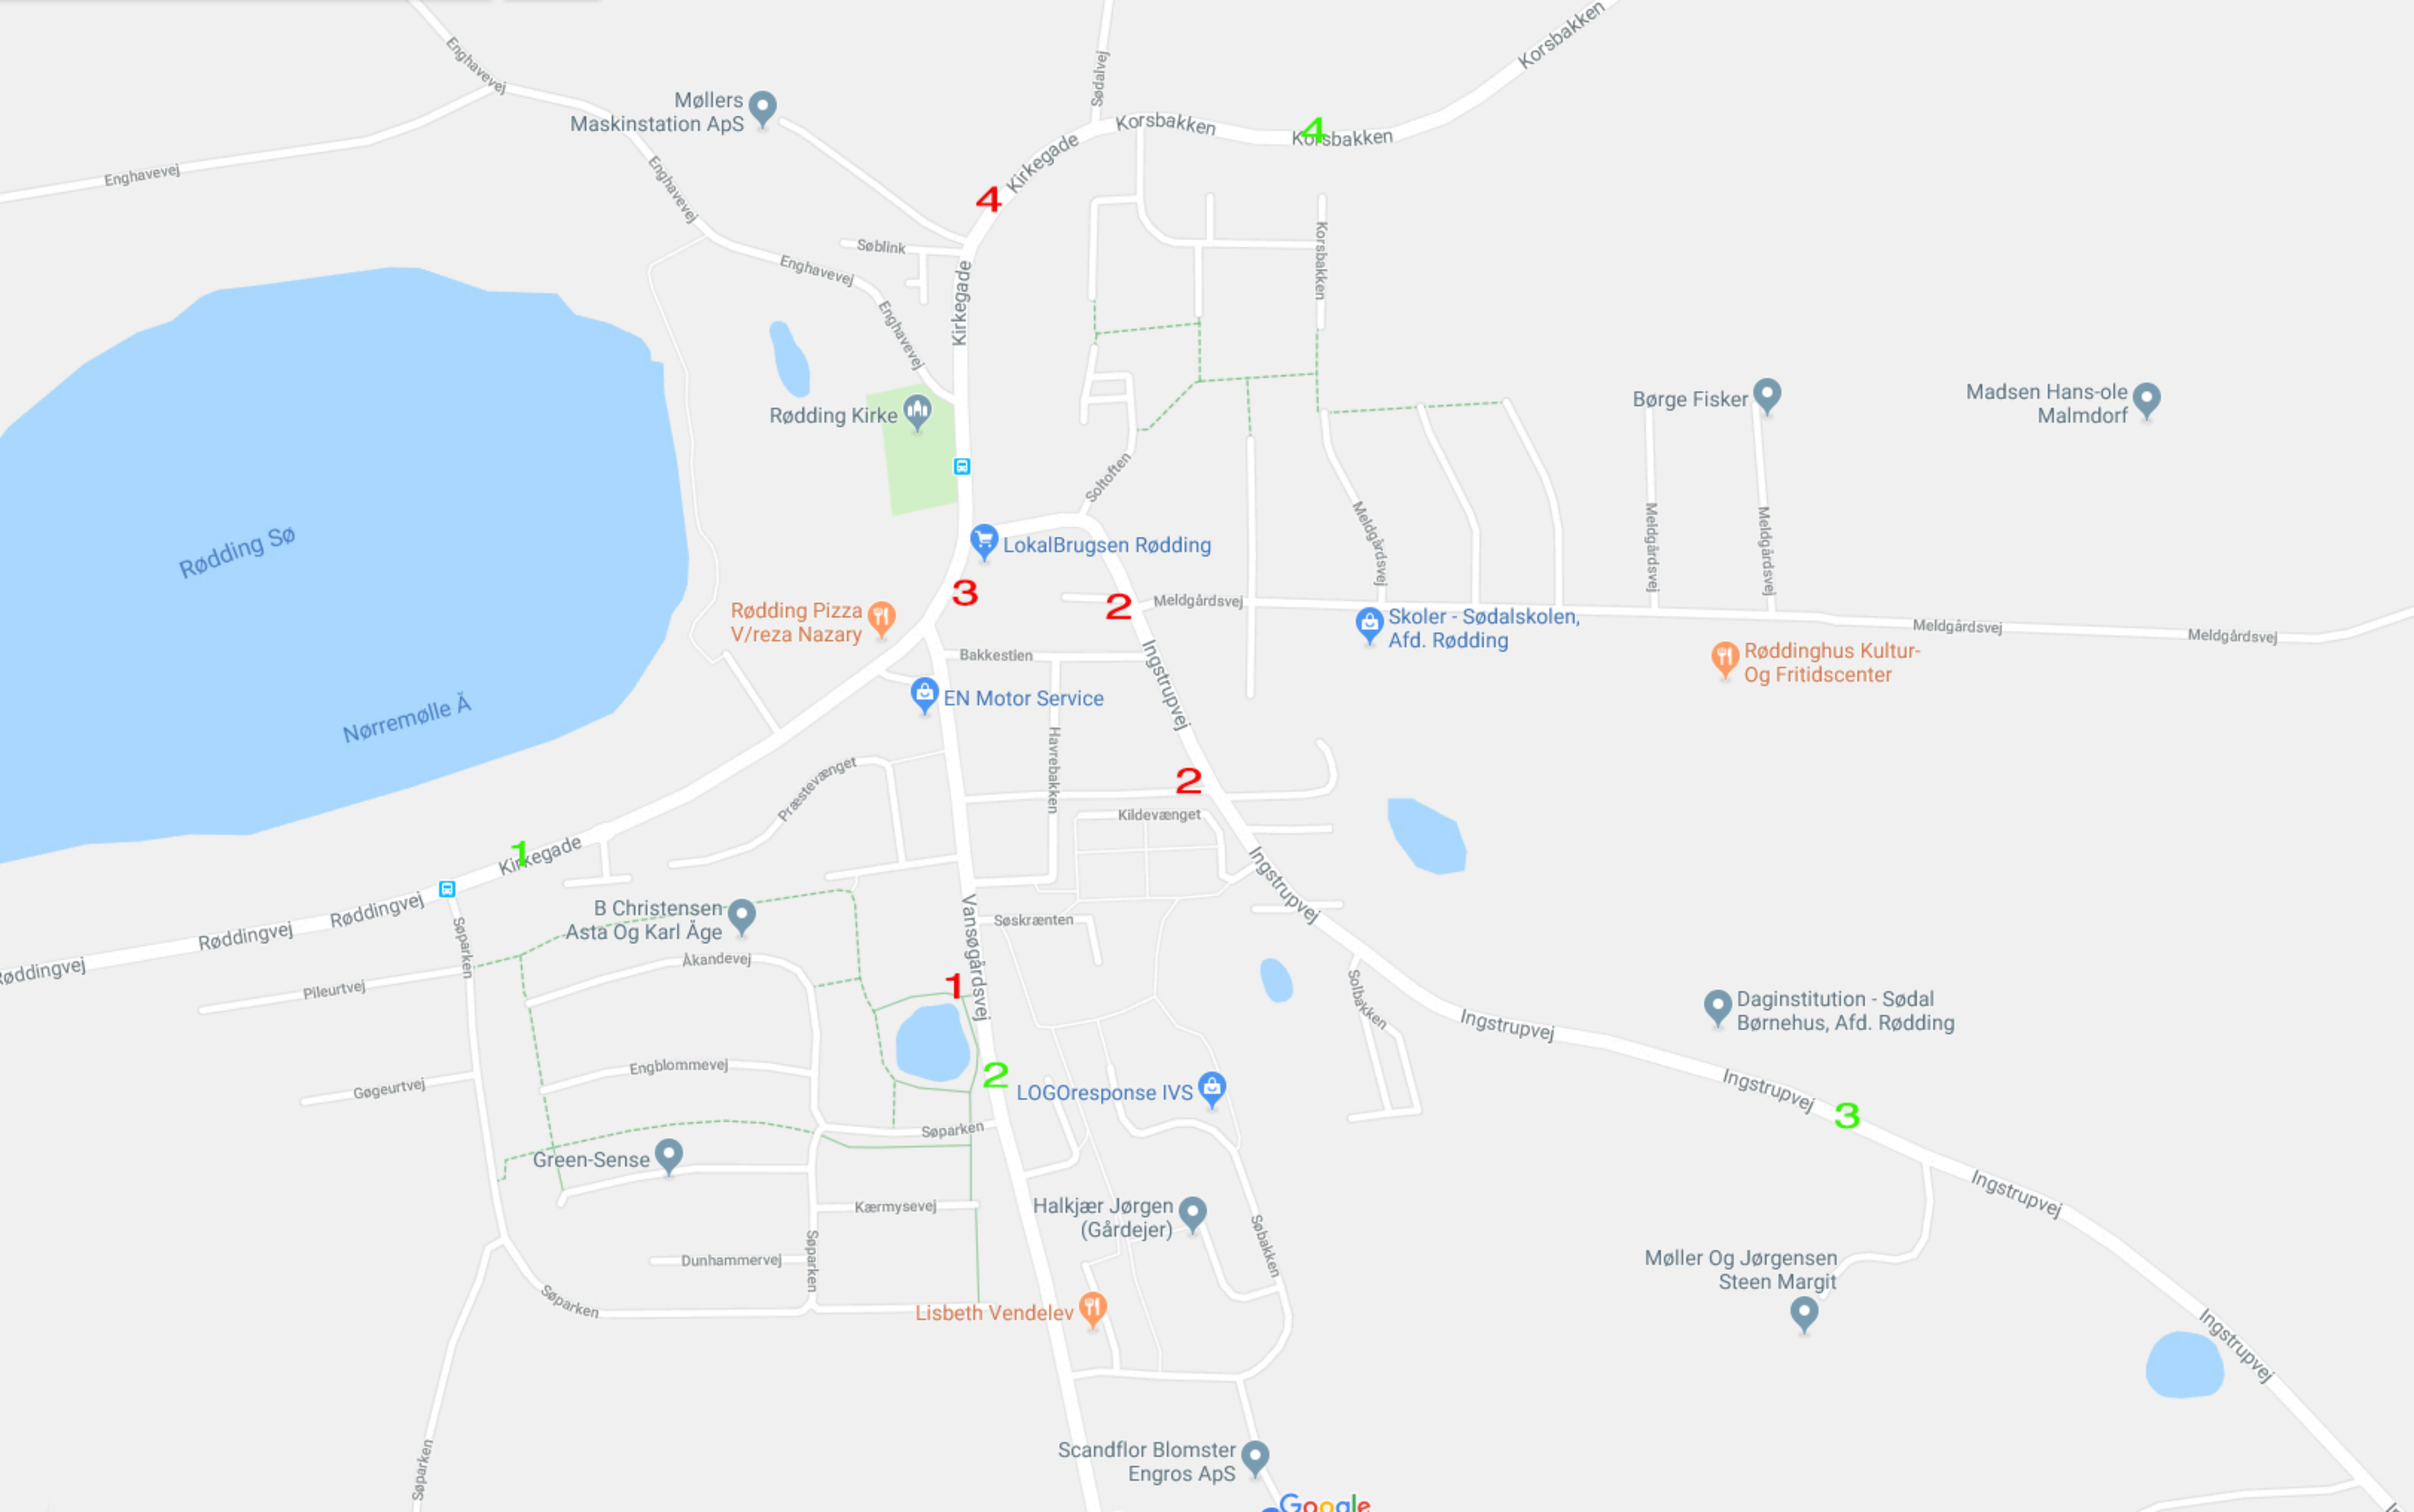 Enghavevej
Sødalvej
Korsbakken
Møllers
Maskinstation ApS
Korsbakken
4
Korsbakken
Kirkegade
Enghavevej
Enghavevej
4
Søblink
Enghavevej
Korsbakken
Kirkegade
Enghavevej
Rødding Kirke
Børge Fisker
Madsen Hans-ole
Malmdorf
Soltoften
Rødding Sø
LokalBrugsen Rødding
Meldgårdsvej
Meldgårdsvej
Meldgårdsvej
3
2
Meldgårdsvej
Rødding Pizza
V/reza Nazary
Skoler - Sødalskolen,
Afd. Rødding
Meldgårdsvej
Meldgårdsvej
Bakkestien
Røddinghus Kultur-
Og Fritidscenter
Ingstrupvej
EN Motor Service
Nørremølle Å
Havrebakken
2
Præstevænget
Kildevænget
1
Kirkegade
Ingstrupvej
B Christensen
Asta Og Karl Åge
Røddingvej
Røddingvej
Røddingvej
Søparken
Søskrænten
Vansøgårdsvej
Åkandevej
1
Pileurtvej
Solbakken
Daginstitution - Sødal
Børnehus, Afd. Rødding
Ingstrupvej
Engblommevej
2
Gøgeurtvej
LOGOresponse IVS
Ingstrupvej
3
Søparken
Green-Sense
Ingstrupvej
Kærmysevej
Halkjær Jørgen
(Gårdejer)
Søbakken
Søparken
Dunhammervej
Møller Og Jørgensen
Steen Margit
Søparken
Lisbeth Vendelev
Ingstrupvej
Scandflor Blomster
Engros ApS
Søparken
Google